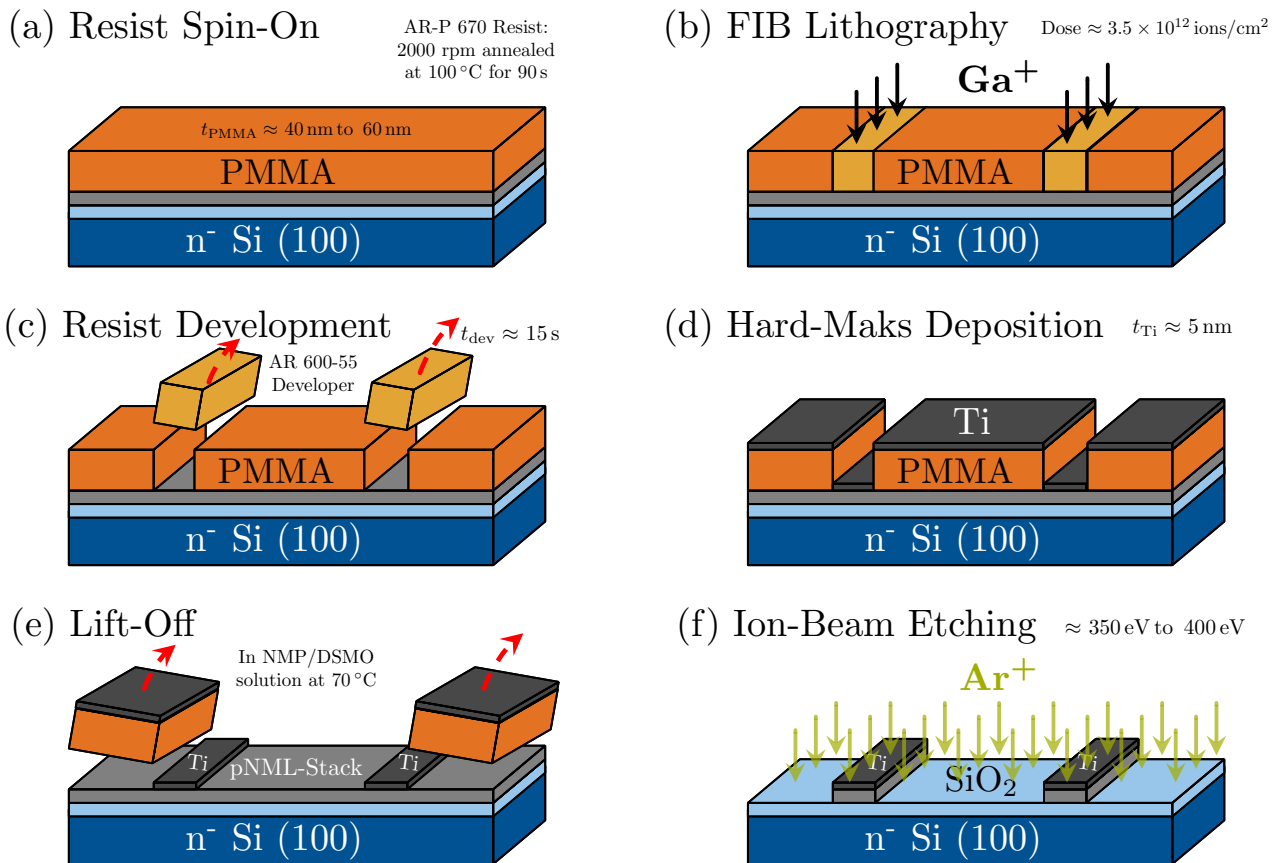 (a) Resist Spin-On
AR-P 670 Resist:
2000 rpm annealed
at 100 °C for 90 s
t_PMMA ≈ 40 nm to 60 nm
PMMA
n⁻ Si (100)
(b) FIB Lithography
Dose ≈ 3.5 × 10¹² ions/cm²
Ga⁺
PMMA
n⁻ Si (100)
(c) Resist Development
t_dev ≈ 15 s
AR 600-55
Developer
PMMA
n⁻ Si (100)
(d) Hard-Maks Deposition
t_Ti ≈ 5 nm
Ti
PMMA
n⁻ Si (100)
(e) Lift-Off
In NMP/DSMO
solution at 70 °C
Ti
pNML-Stack
Ti
n⁻ Si (100)
(f) Ion-Beam Etching
≈ 350 eV to 400 eV
Ar⁺
Ti
Ti
SiO₂
n⁻ Si (100)